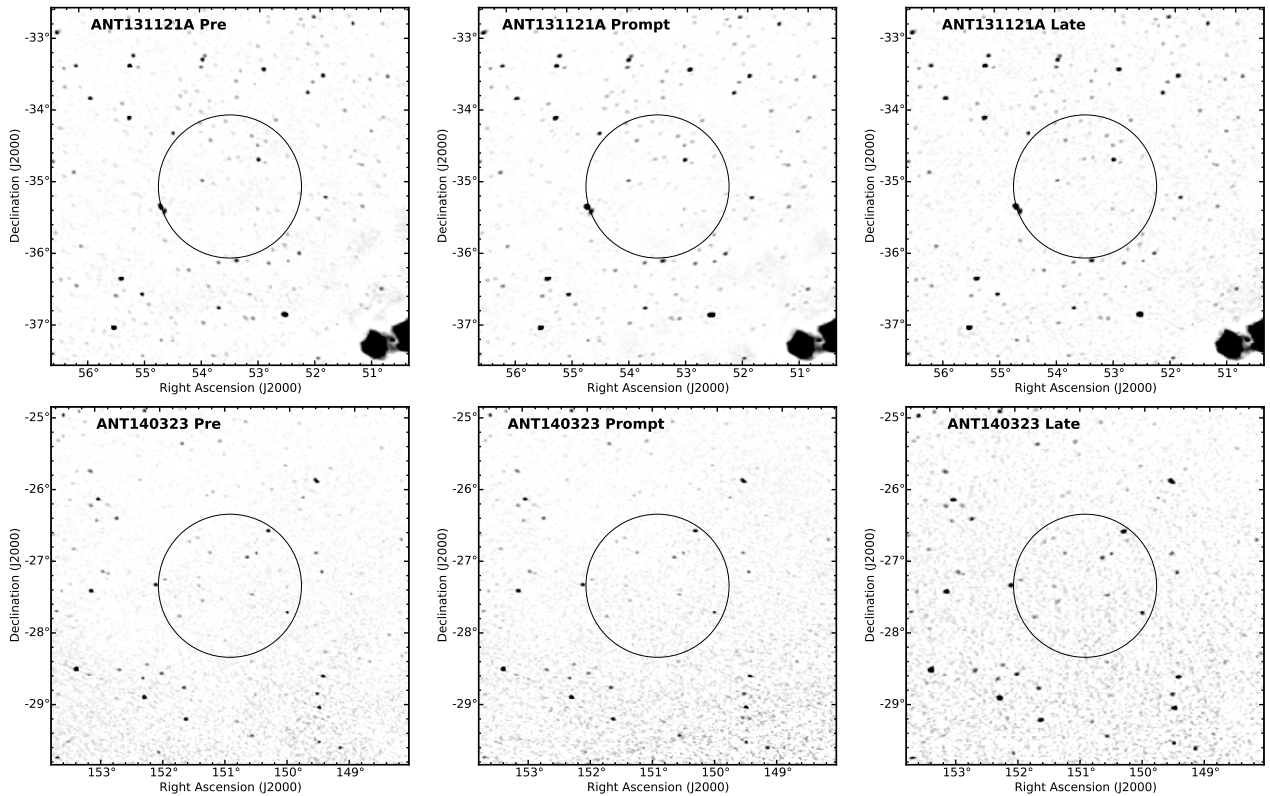 ANT131121A Pre
ANT131121A Prompt
ANT131121A Late
-33°
-34°
-35°
-36°
-37°
Declination (J2000)
56° 55° 54° 53° 52° 51°
Right Ascension (J2000)
-33°
-34°
-35°
-36°
-37°
Declination (J2000)
56° 55° 54° 53° 52° 51°
Right Ascension (J2000)
-33°
-34°
-35°
-36°
-37°
Declination (J2000)
56° 55° 54° 53° 52° 51°
Right Ascension (J2000)
ANT140323 Pre
ANT140323 Prompt
ANT140323 Late
-25°
-26°
-27°
-28°
-29°
Declination (J2000)
153° 152° 151° 150° 149°
Right Ascension (J2000)
-25°
-26°
-27°
-28°
-29°
Declination (J2000)
153° 152° 151° 150° 149°
Right Ascension (J2000)
-25°
-26°
-27°
-28°
-29°
Declination (J2000)
153° 152° 151° 150° 149°
Right Ascension (J2000)